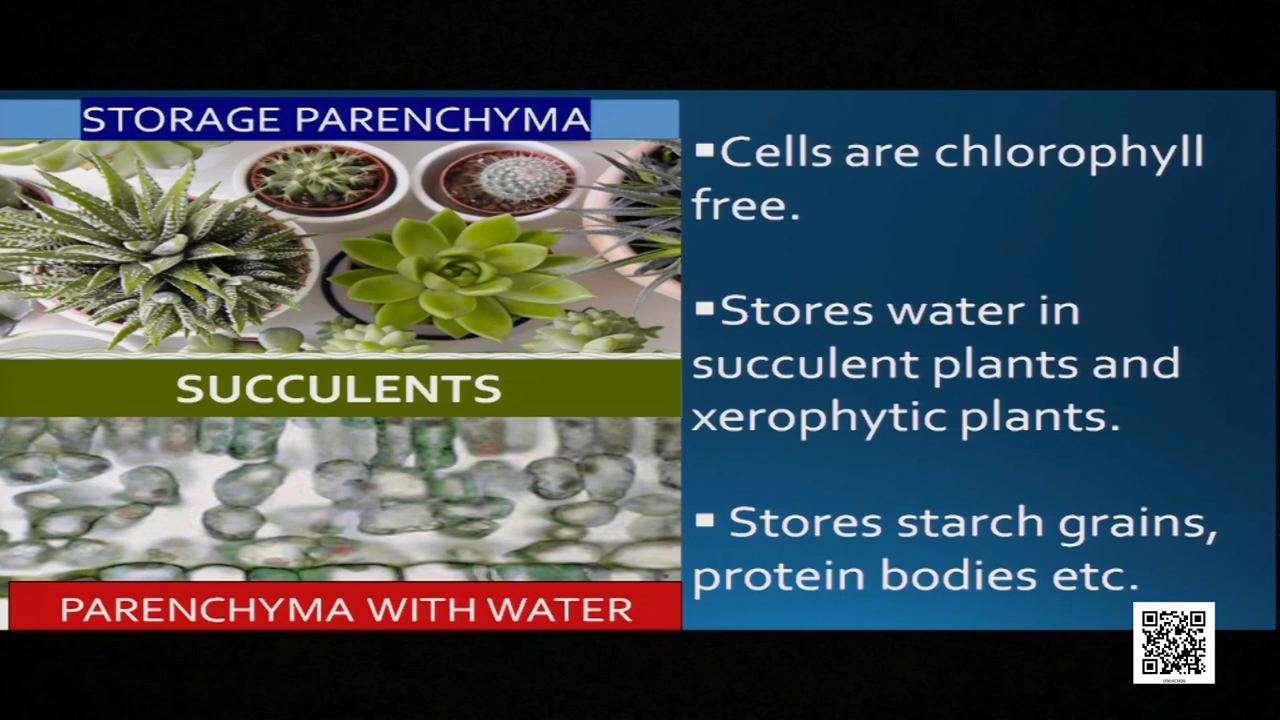 STORAGE PARENCHYMA
SUCCULENTS
PARENCHYMA WITH WATER
▪Cells are chlorophyll
free.
▪Stores water in
succulent plants and
xerophytic plants.
▪ Stores starch grains,
protein bodies etc.